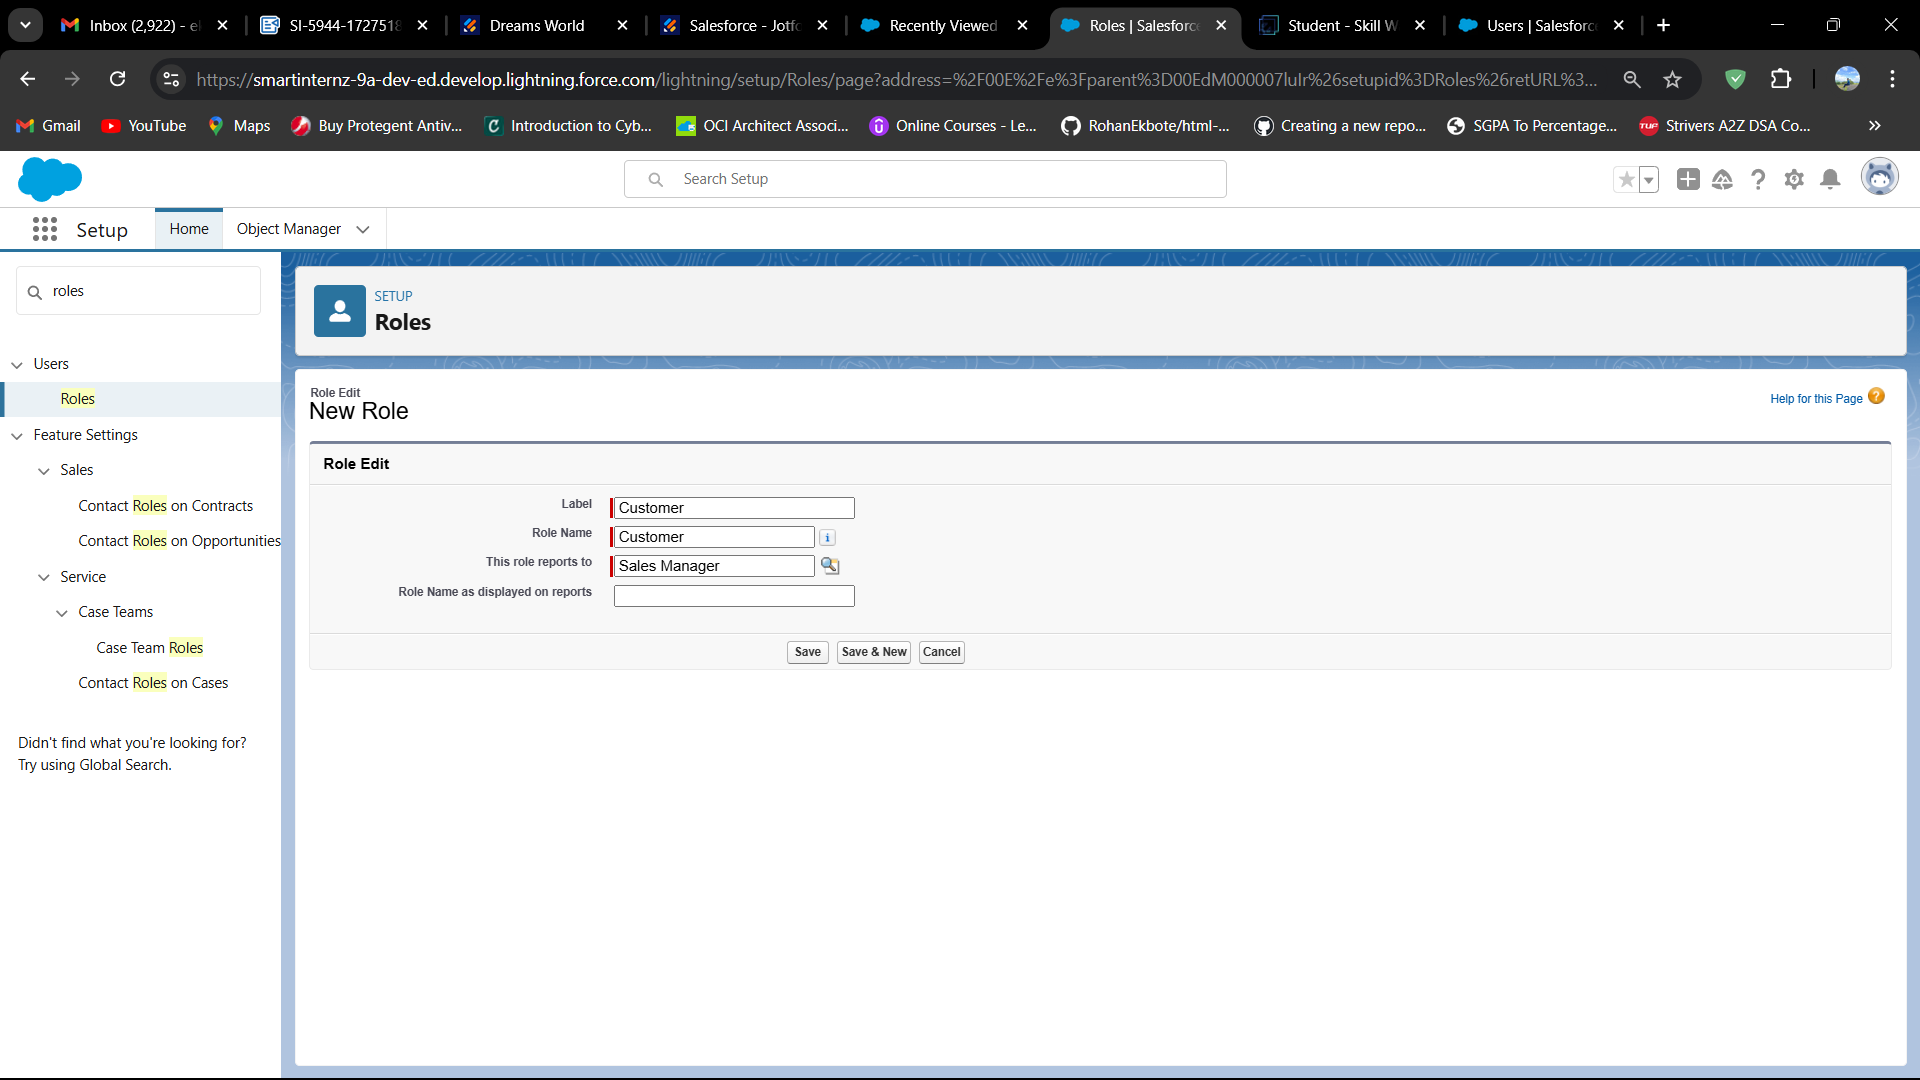 Inbox (2,922) - el
SI-5944-1727518
Dreams World
Salesforce - Jotfo
Recently Viewed
Roles | Salesforce
Student - Skill W
Users | Salesforce
https://smartinternz-9a-dev-ed.develop.lightning.force.com/lightning/setup/Roles/page?address=%2F00E%2Fe%3Fparent%3D00EdM000007luIr%26setupid%3DRoles%26retURL%3...
Gmail
YouTube
Maps
Buy Protegent Antiv...
Introduction to Cyb...
OCI Architect Associ...
Online Courses - Le...
RohanEkbote/html-...
Creating a new repo...
SGPA To Percentage...
TUF
Strivers A2Z DSA Co...
Search Setup
Setup
Home
Object Manager
roles
Users
Roles
Feature Settings
Sales
Contact Roles on Contracts
Contact Roles on Opportunities
Service
Case Teams
Case Team Roles
Contact Roles on Cases
Didn't find what you're looking for?
Try using Global Search.
SETUP
Roles
Role Edit
New Role
Help for this Page
Role Edit
Label Customer
Role Name Customer
This role reports to Sales Manager
Role Name as displayed on reports
Save Save & New Cancel